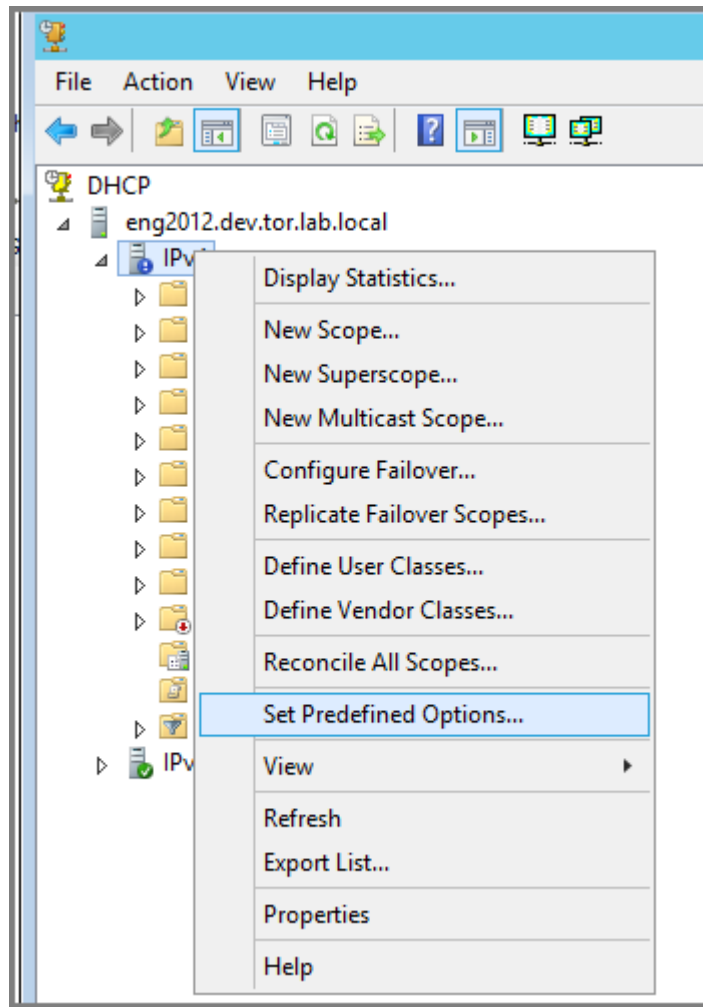 File Action View Help
DHCP
eng2012.dev.tor.lab.local
Display Statistics...
New Scope...
New Superscope...
New Multicast Scope...
Configure Failover...
Replicate Failover Scopes...
Define User Classes...
Define Vendor Classes...
Reconcile All Scopes...
Set Predefined Options...
IPv
View
Refresh
Export List...
Properties
Help